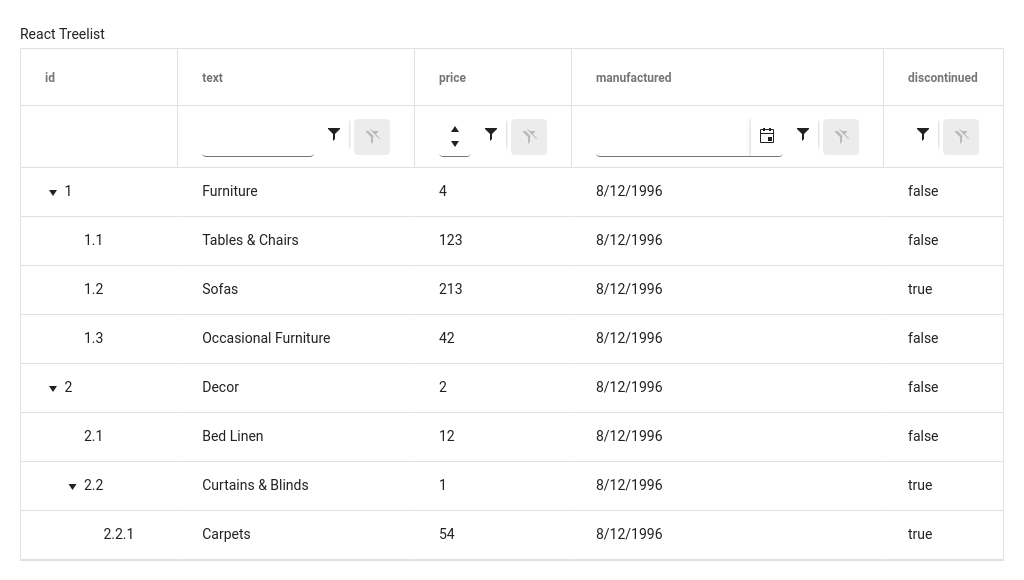 React Treelist
id text price manufactured discontinued
1 Furniture 4 8/12/1996 false
1.1 Tables & Chairs 123 8/12/1996 false
1.2 Sofas 213 8/12/1996 true
1.3 Occasional Furniture 42 8/12/1996 false
2 Decor 2 8/12/1996 false
2.1 Bed Linen 12 8/12/1996 false
2.2 Curtains & Blinds 1 8/12/1996 true
2.2.1 Carpets 54 8/12/1996 true